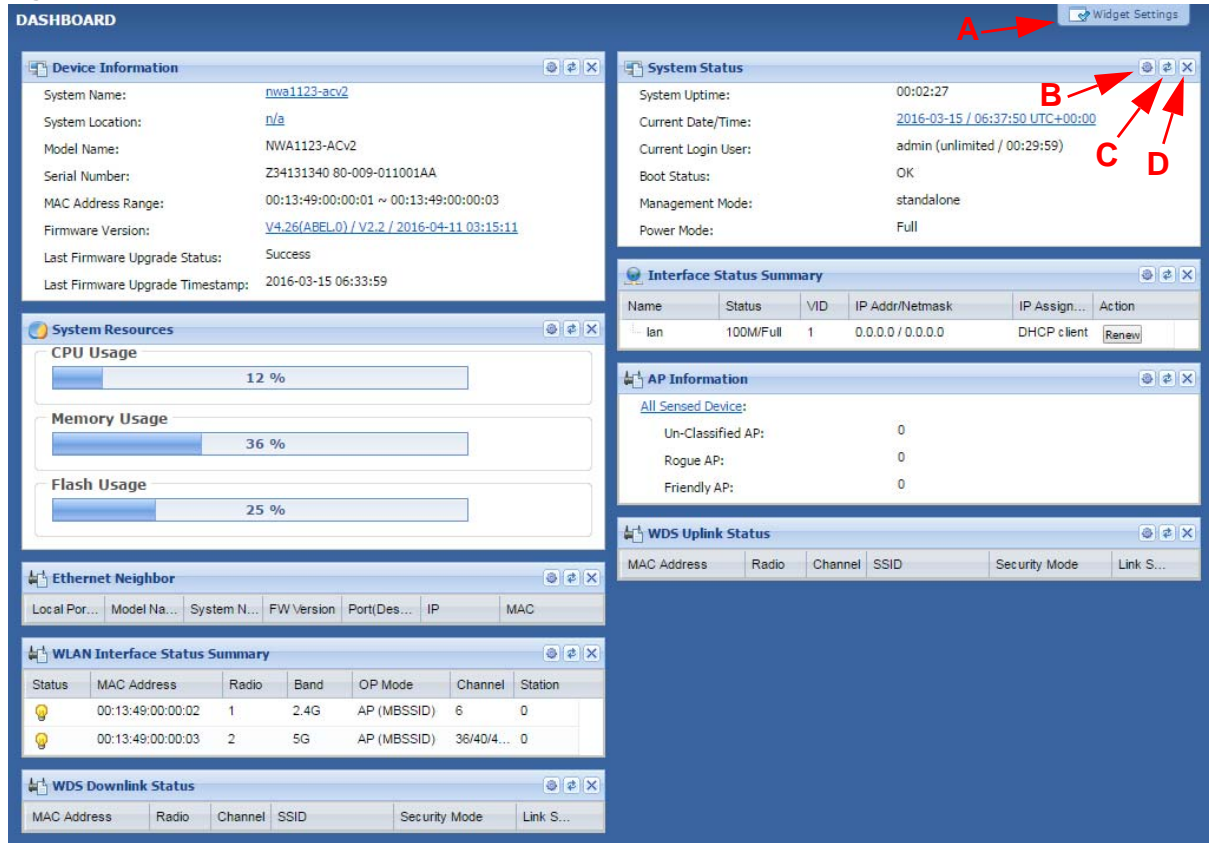 DASHBOARD
Widget Settings
A
Device Information
System Name: nwa1123-acv2
System Location: n/a
Model Name: NWA1123-ACv2
Serial Number: Z34131340 80-009-011001AA
MAC Address Range: 00:13:49:00:00:01 ~ 00:13:49:00:00:03
Firmware Version: V4.26(ABEL.0) / V2.2 / 2016-04-11 03:15:11
Last Firmware Upgrade Status: Success
Last Firmware Upgrade Timestamp: 2016-03-15 06:33:59
System Resources
CPU Usage
12 %
Memory Usage
36 %
Flash Usage
25 %
Ethernet Neighbor
Local Por... Model Na... System N... FW Version Port(Des... IP MAC
WLAN Interface Status Summary
Status MAC Address Radio Band OP Mode Channel Station
00:13:49:00:00:02 1 2.4G AP (MBSSID) 6 0
00:13:49:00:00:03 2 5G AP (MBSSID) 36/40/4... 0
WDS Downlink Status
MAC Address Radio Channel SSID Security Mode Link S...
System Status
B
C
D
System Uptime: 00:02:27
Current Date/Time: 2016-03-15 / 06:37:50 UTC+00:00
Current Login User: admin (unlimited / 00:29:59)
Boot Status: OK
Management Mode: standalone
Power Mode: Full
Interface Status Summary
Name Status VID IP Addr/Netmask IP Assign... Action
lan 100M/Full 1 0.0.0.0 / 0.0.0.0 DHCP client Renew
AP Information
All Sensed Device:
Un-Classified AP: 0
Rogue AP: 0
Friendly AP: 0
WDS Uplink Status
MAC Address Radio Channel SSID Security Mode Link S...